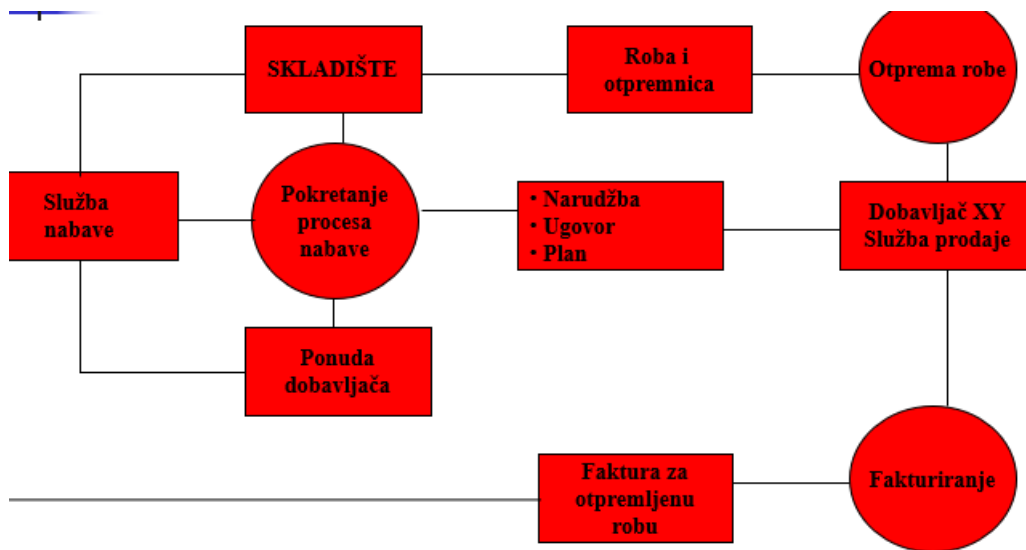 SKLADIŠTE
Roba i
otpremnica
Otprema robe
Služba
nabave
Pokretanje
procesa
nabave
• Narudžba
• Ugovor
• Plan
Dobavljač XY
Služba prodaje
Ponuda
dobavljača
Faktura za
otpremljenu
robu
Fakturiranje